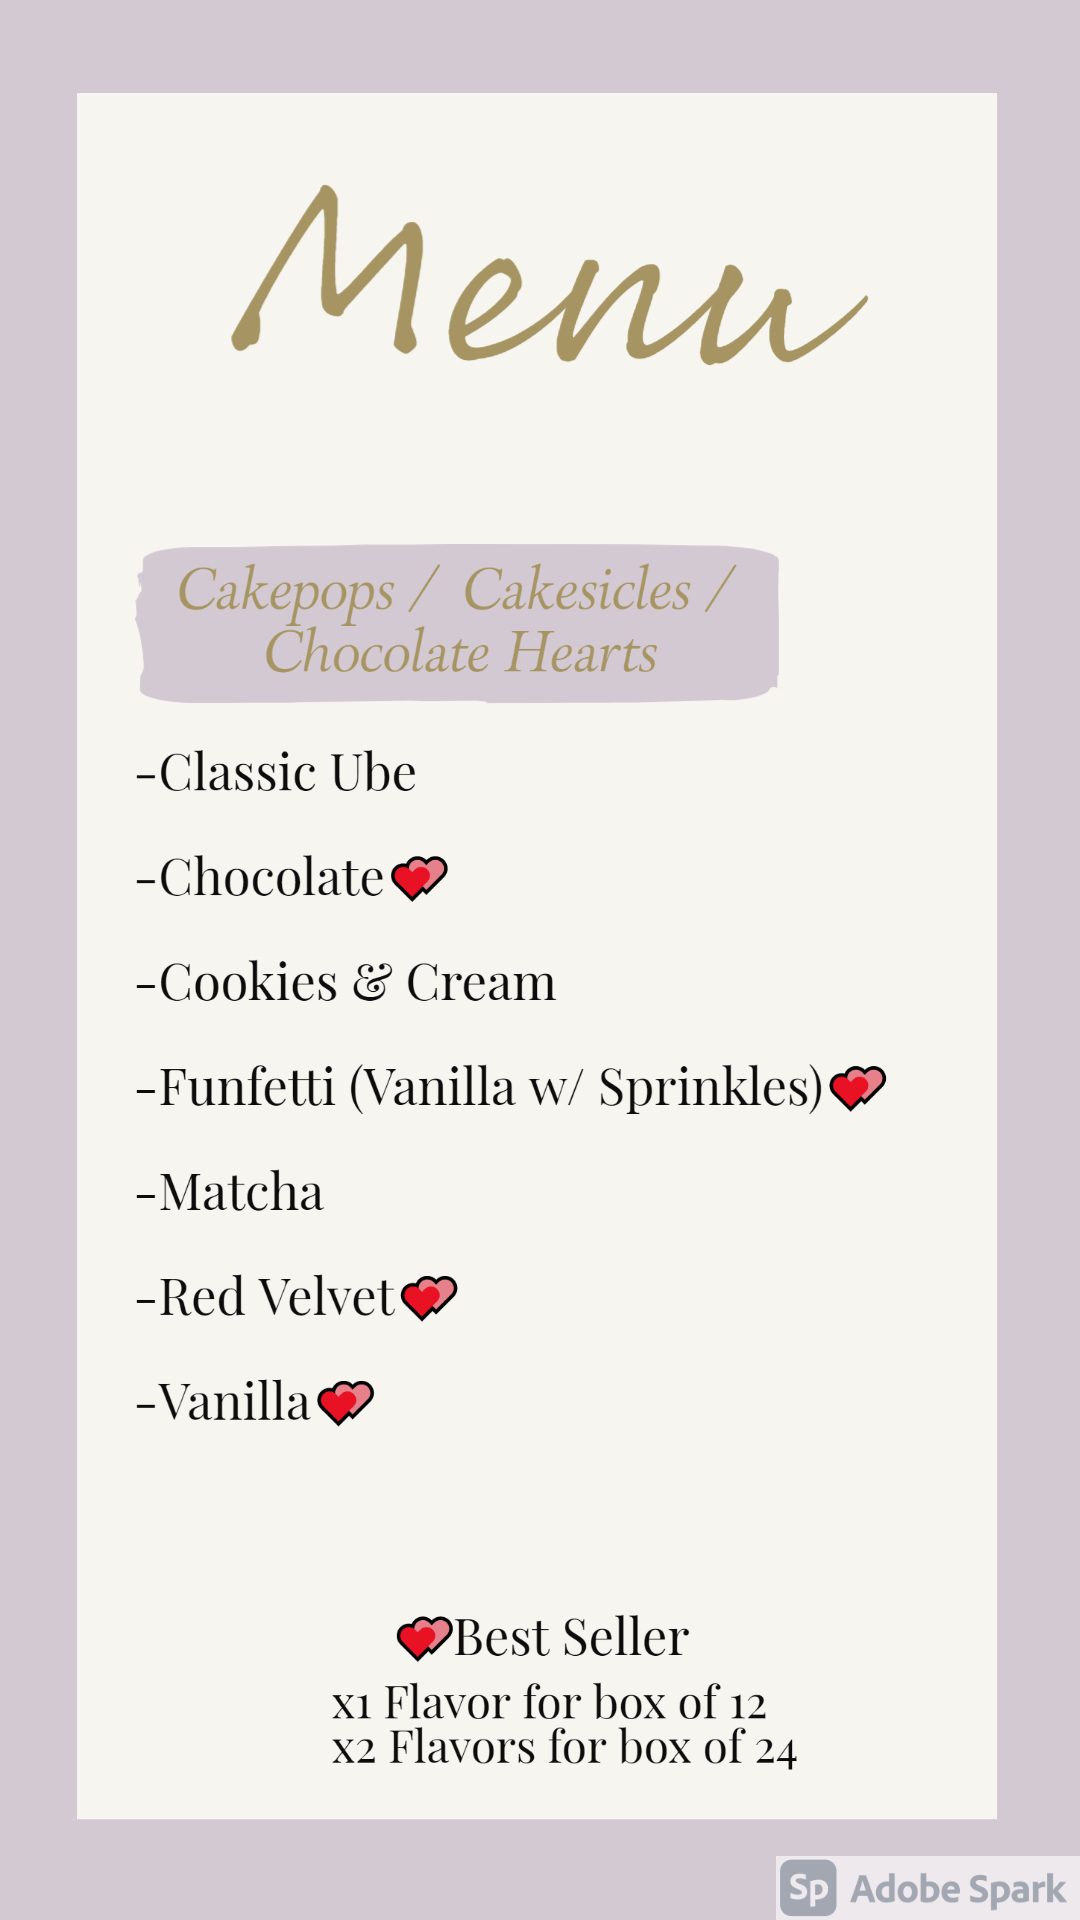 Menu
Cakepops / Cakesicles /
Chocolate Hearts
-Classic Ube
-Chocolate💕
-Cookies & Cream
-Funfetti (Vanilla w/ Sprinkles)💕
-Matcha
-Red Velvet💕
-Vanilla💕
💕Best Seller
x1 Flavor for box of 12
x2 Flavors for box of 24
Sp Adobe Spark